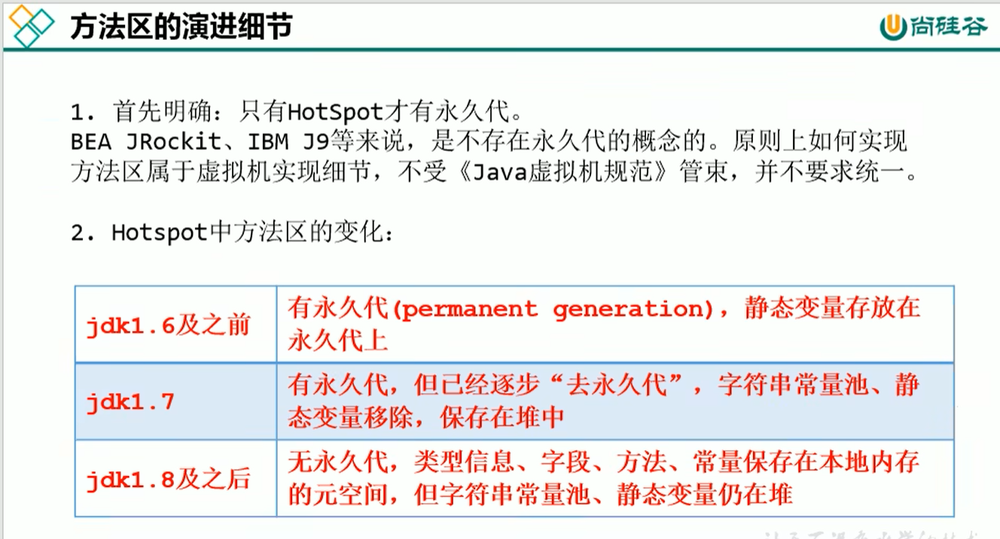 方法区的演进细节
尚硅谷
1. 首先明确：只有HotSpot才有永久代。
BEA JRockit、IBM J9等来说，是不存在永久代的概念的。原则上如何实现
方法区属于虚拟机实现细节，不受《Java虚拟机规范》管束，并不要求统一。
2. Hotspot中方法区的变化：
jdk1.6及之前
有永久代(permanent generation)，静态变量存放在
永久代上
jdk1.7
有永久代，但已经逐步“去永久代”，字符串常量池、静
态变量移除，保存在堆中
jdk1.8及之后
无永久代，类型信息、字段、方法、常量保存在本地内存
的元空间，但字符串常量池、静态变量仍在堆